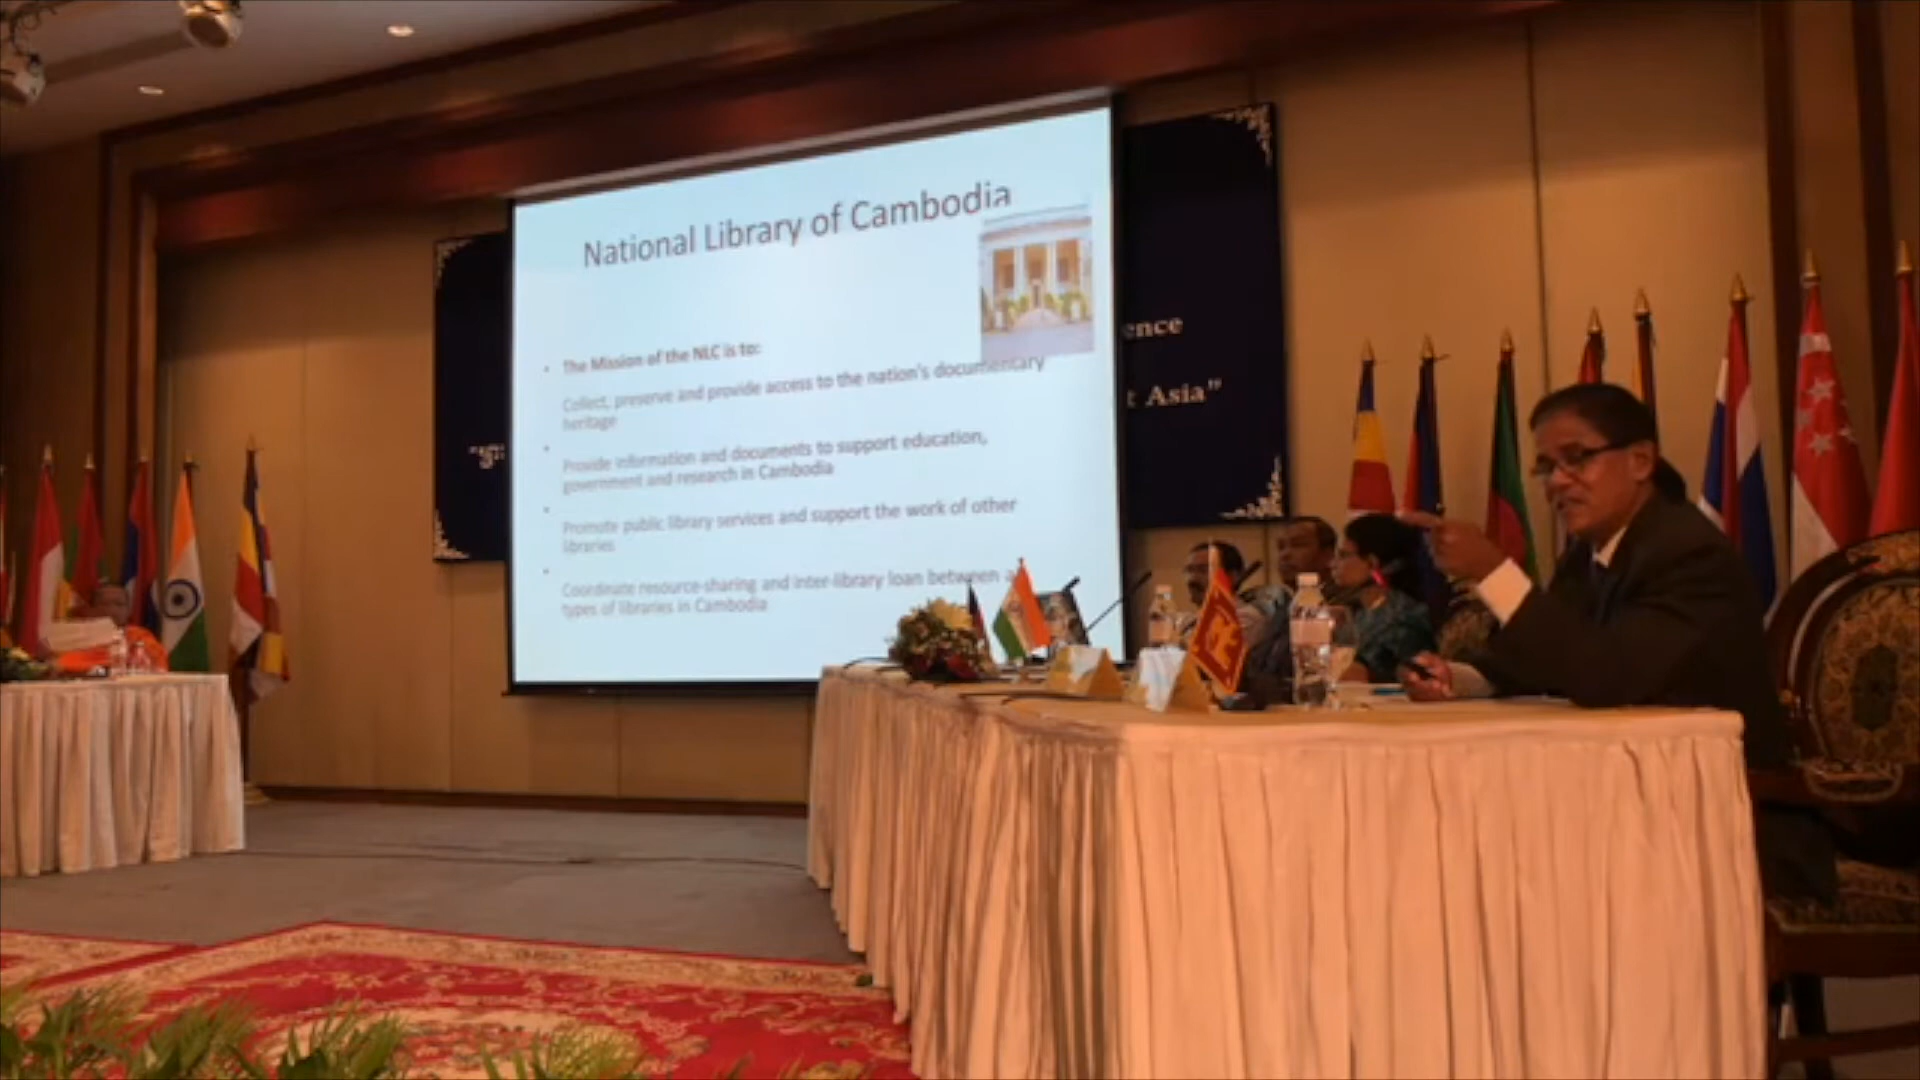 National Library of Cambodia
The Mission of the NLC is to:
Collect, preserve and provide access to the nation's documentary
heritage
Provide information and documents to support education,
government and research in Cambodia
Promote public library services and support the work of other
libraries
Coordinate resource-sharing and inter-library loan between
types of libraries in Cambodia
ence
t Asia"